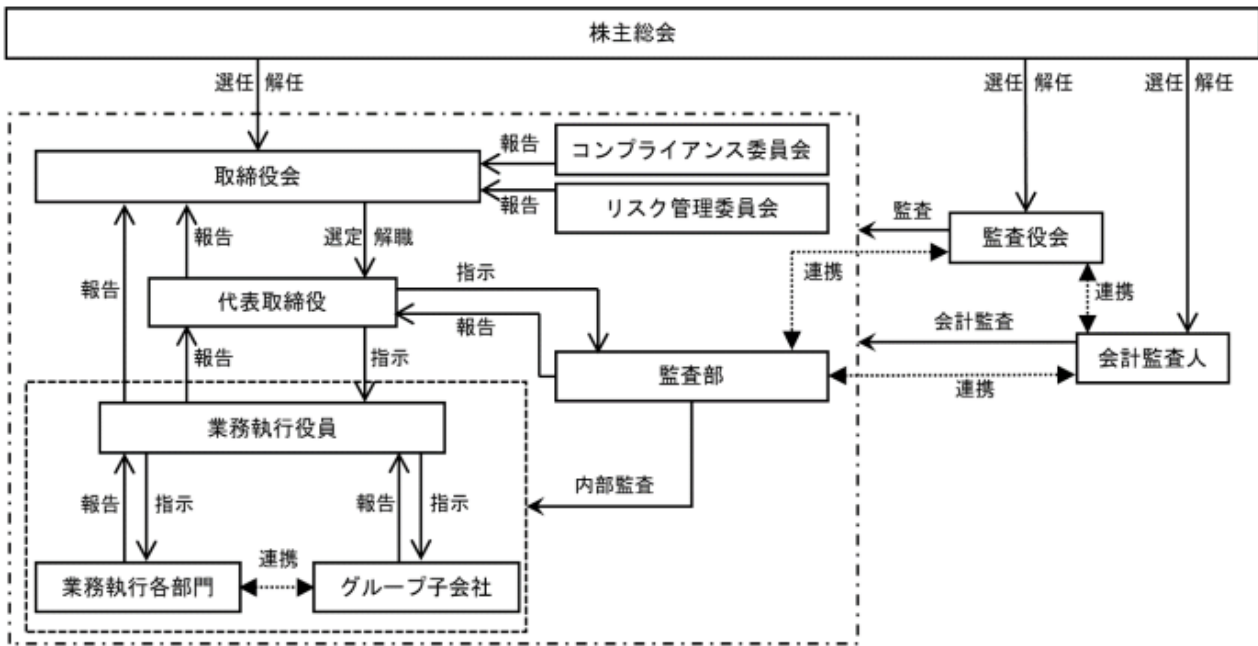 株主総会
選任 解任
選任 解任
選任 解任
取締役会
報告
コンプライアンス委員会
報告
リスク管理委員会
監査
監査役会
報告
選定 解職
連携
報告
代表取締役
指示
報告
連携
会計監査
会計監査人
報告
指示
監査部
連携
業務執行役員
報告
指示
報告
指示
内部監査
業務執行各部門
連携
グループ子会社